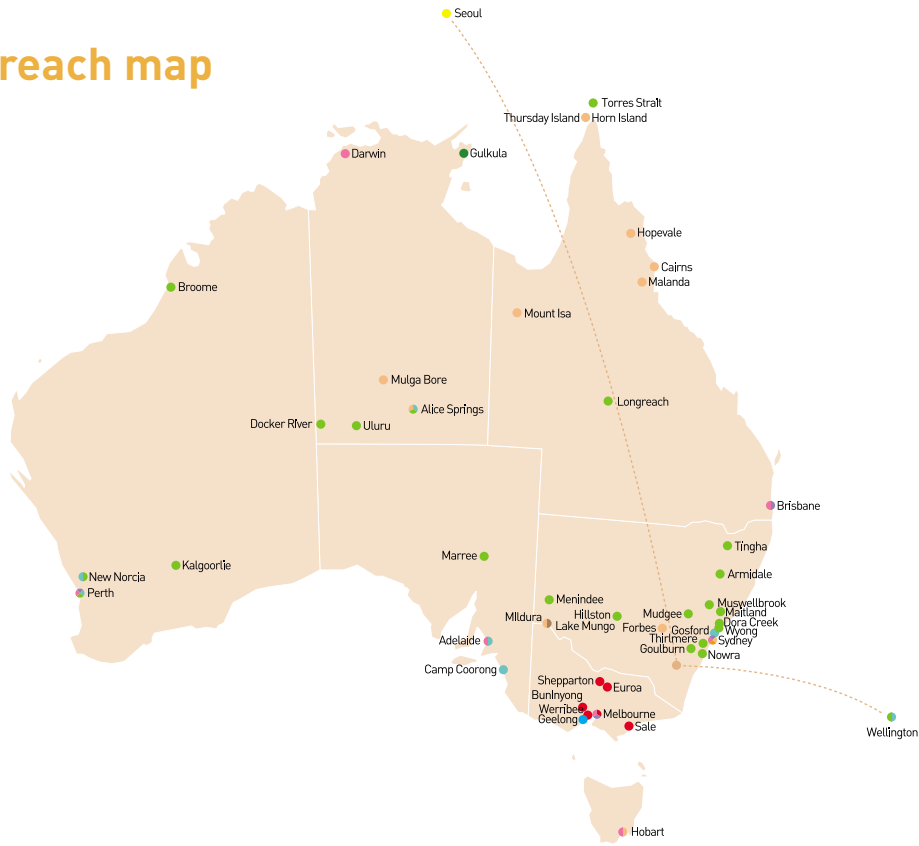 Seoul
reach map
Torres Strait
Thursday Island
Horn Island
Darwin
Gulkula
Hopevale
Cairns
Malanda
Broome
Mount Isa
Mulga Bore
Longreach
Alice Springs
Docker River
Uluru
Brisbane
Tingha
Marree
Kalgoorlie
Armidale
New Norcia
Perth
Menindee
Muswellbrook
Hillston
Mudgee
Maitland
MIldura
Lake Mungo
Dora Creek
Forbes
Gosford
Wyong
Adelaide
Thirlmere
Sydney
Goulburn
Nowra
Camp Coorong
Shepparton
Euroa
BunInyong
Werribee
Melbourne
Geelong
Sale
Wellington
Hobart